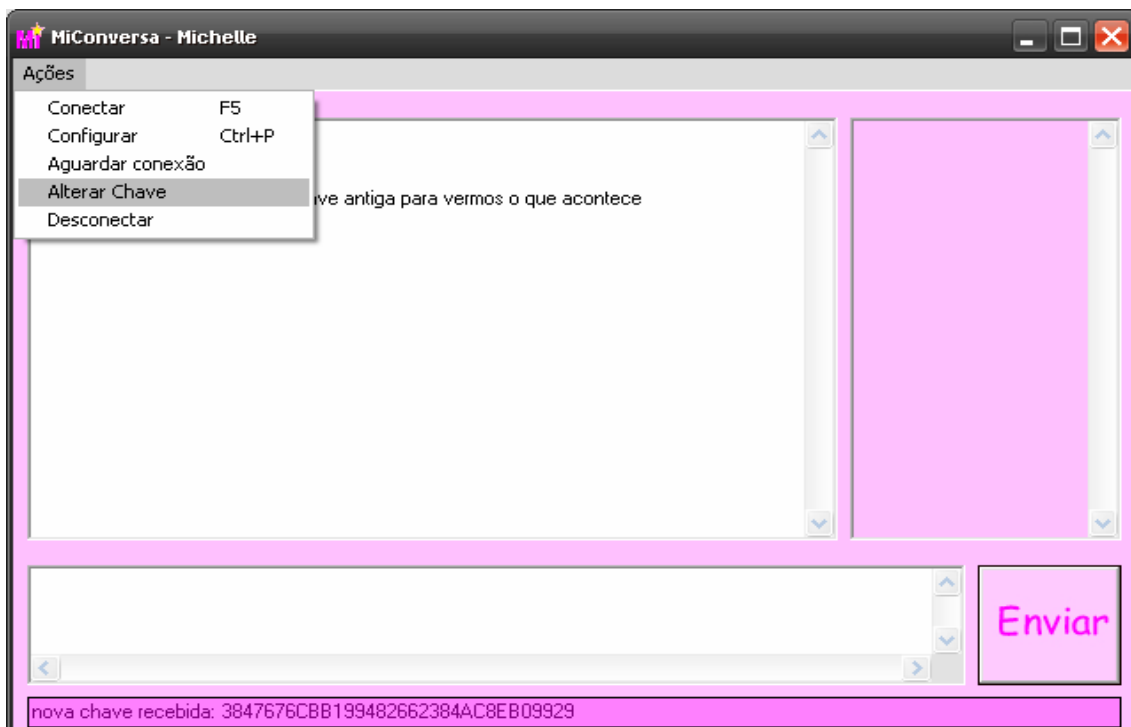 MiConversa - Michelle
Ações
Conectar F5
Configurar Ctrl+P
Aguardar conexão
Alterar Chave
Desconectar
antiga para vermos o que acontece
Enviar
nova chave recebida: 3847676CBB199482662384AC8EB09929